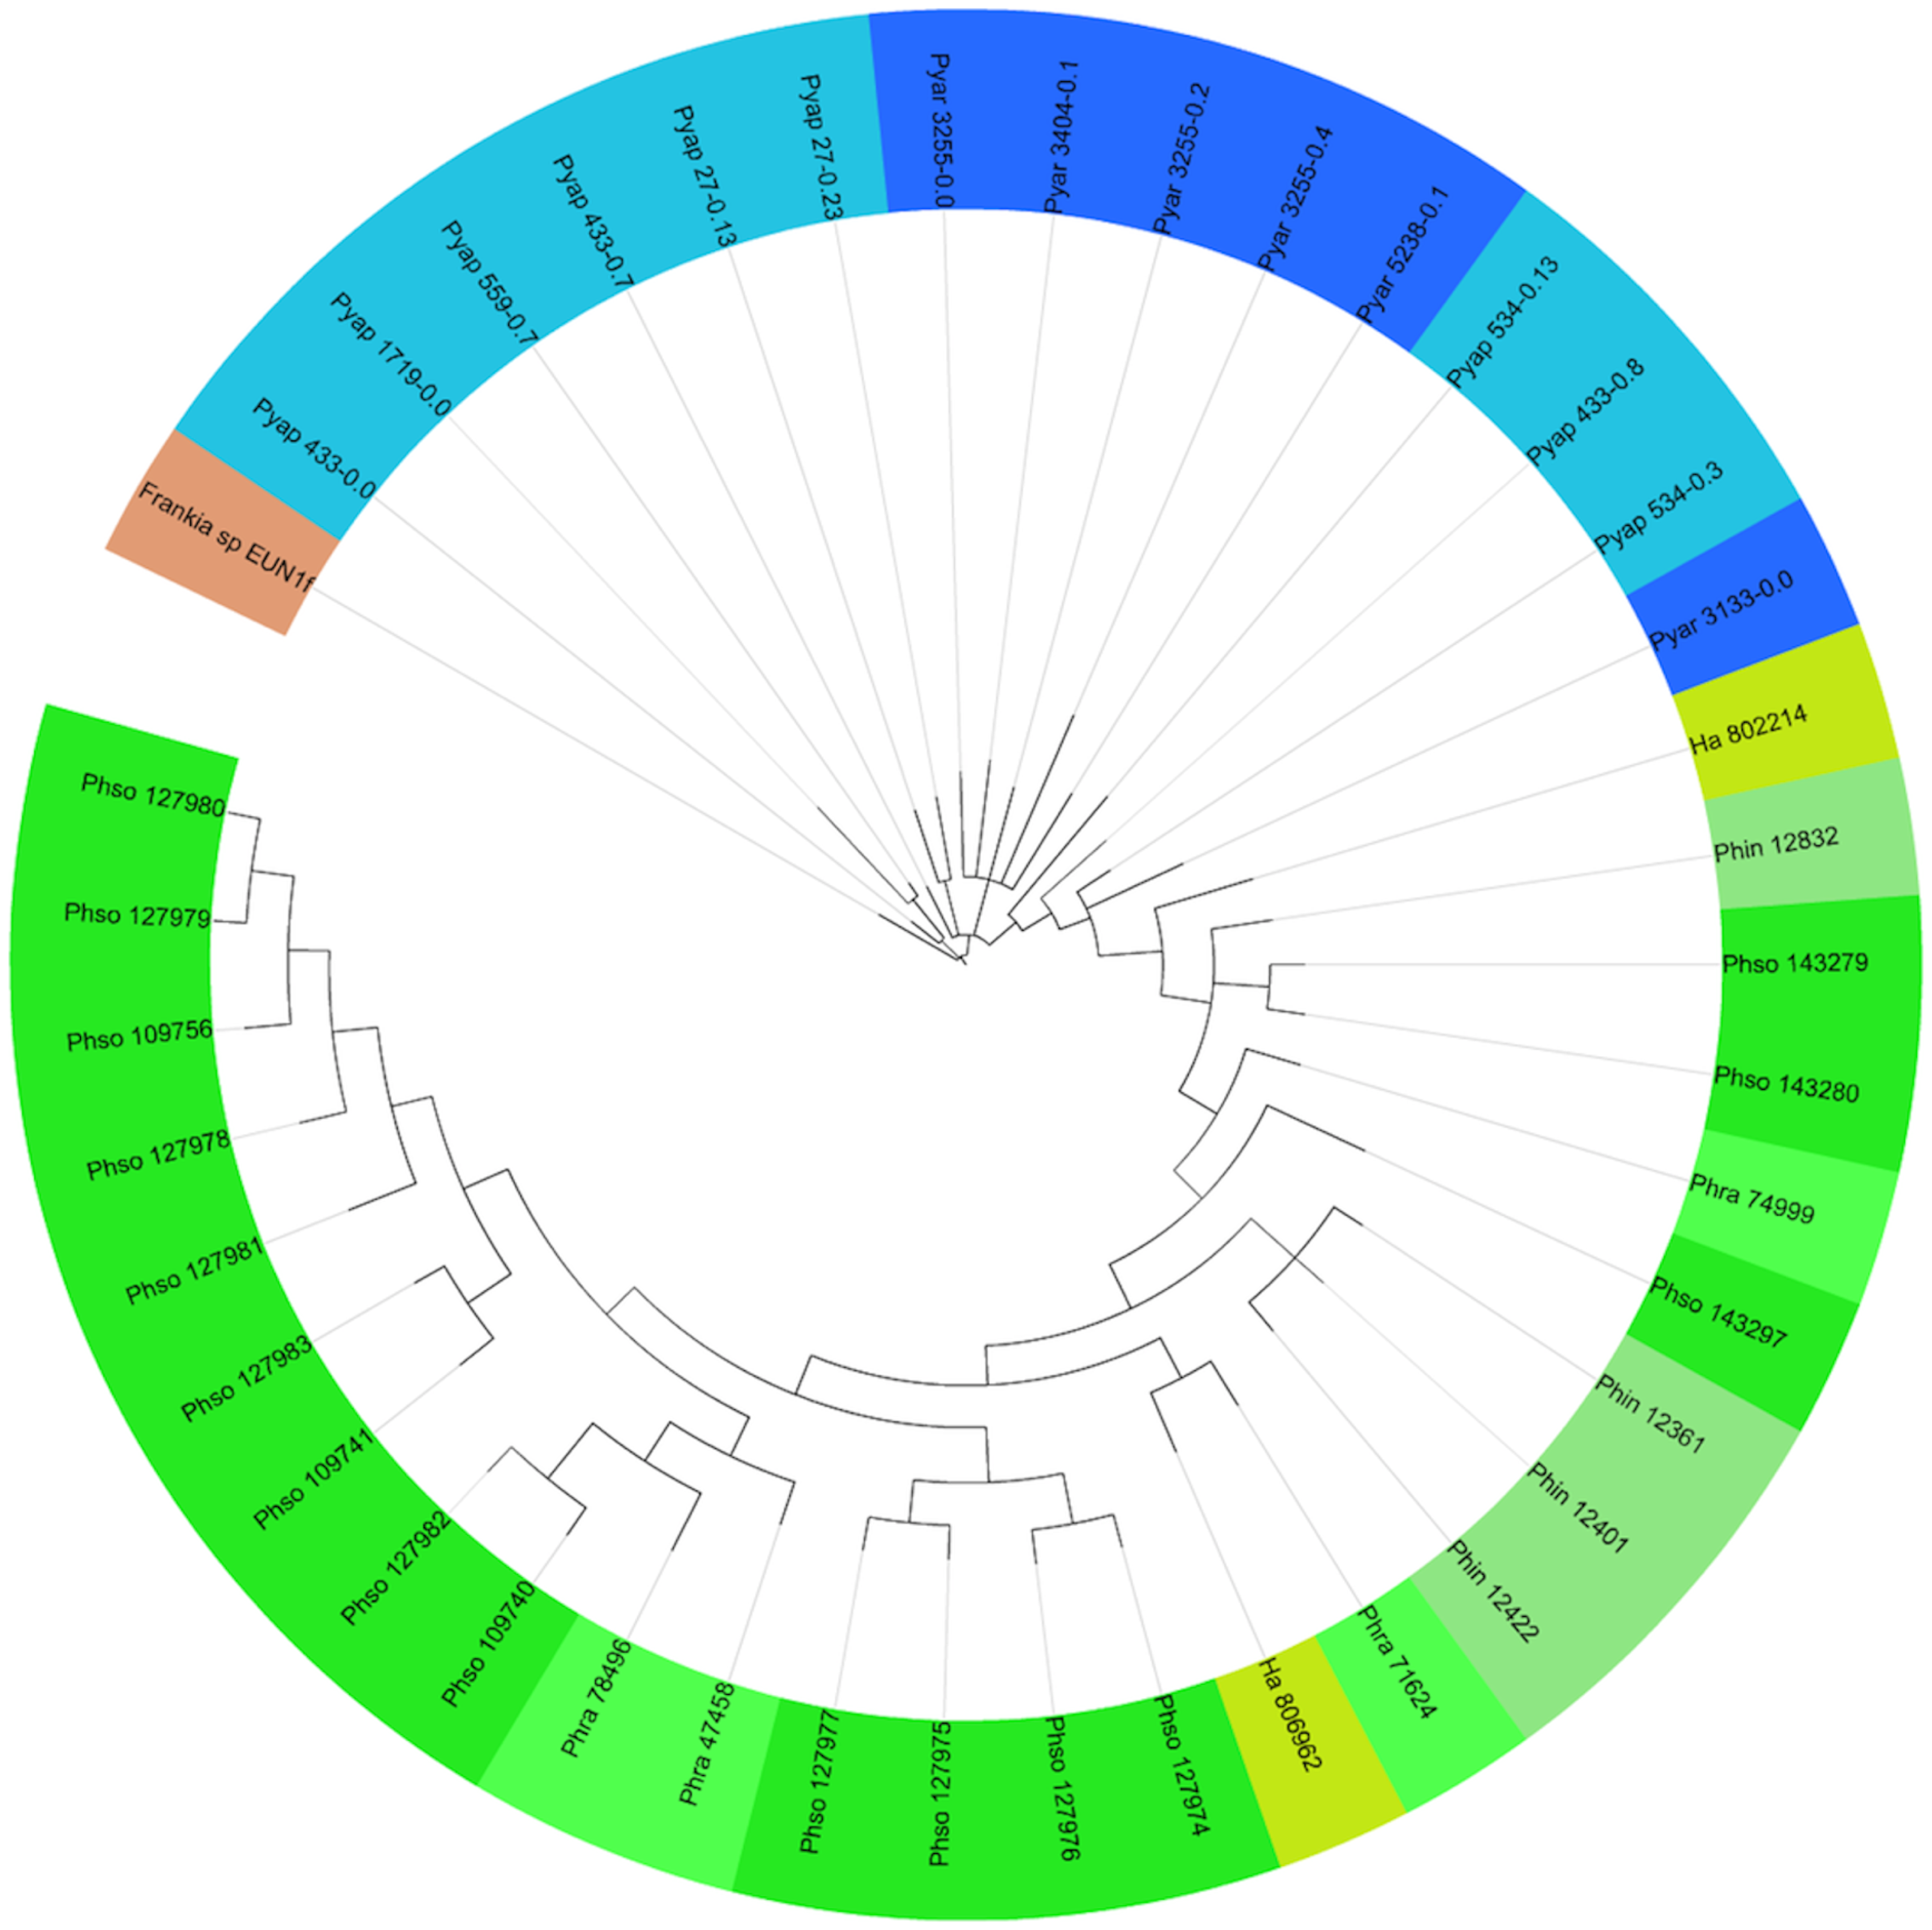 Frankia sp EUN1f
Pyap 433-0.0
Pyap 1719-0.0
Pyap 559-0.7
Pyap 433-0.7
Pyap 27-0.13
Pyap 27-0.23
Pyar 3255-0.0
Pyar 3404-0.1
Pyar 3255-0.2
Pyar 3255-0.4
Pyar 5238-0.1
Pyap 534-0.13
Pyap 433-0.8
Pyap 534-0.3
Pyar 3133-0.0
Ha 802214
Phin 12832
Phso 143279
Phso 143280
Phra 74999
Phso 143297
Phin 12361
Phin 12401
Phin 12422
Phra 71624
Ha 806962
Phso 127974
Phso 127976
Phso 127975
Phso 127977
Phra 47458
Phra 78496
Phso 109740
Phso 127982
Phso 109741
Phso 127983
Phso 127981
Phso 127978
Phso 109756
Phso 127979
Phso 127980